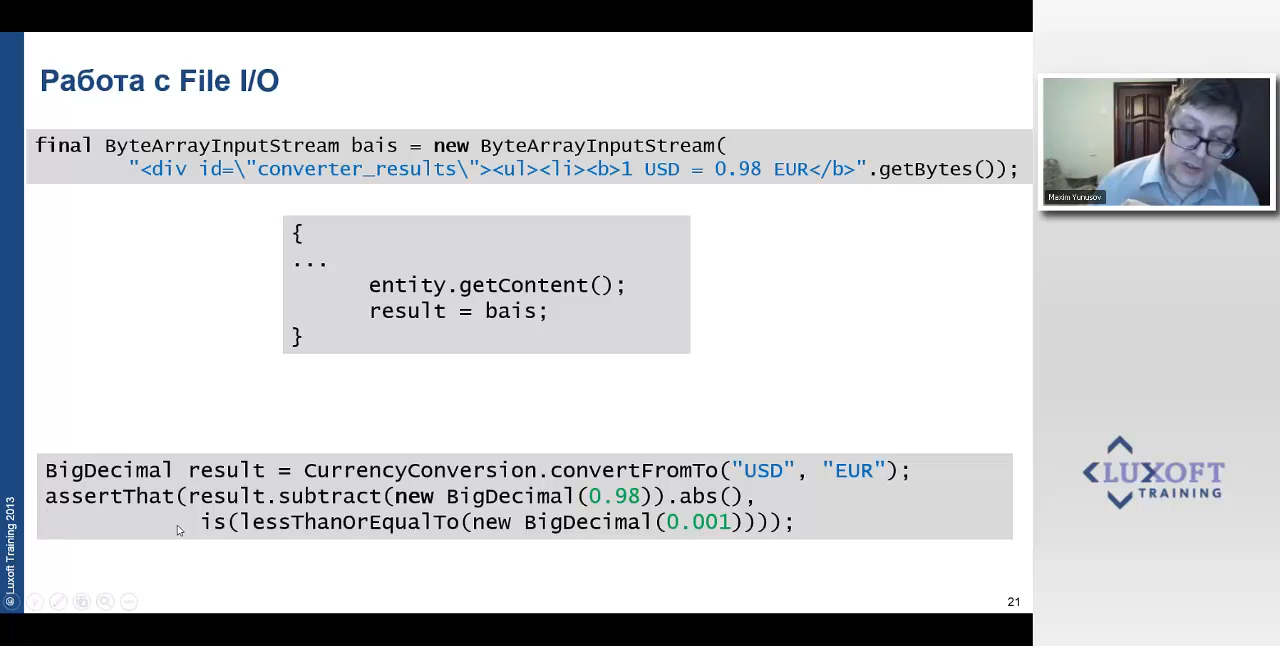 Работа с File I/O
final ByteArrayInputStream bais = new ByteArrayInputStream(
"<div id=\"converter_results\"><ul><li><b>1 USD = 0.98 EUR</b>".getBytes());
{
...
entity.getContent();
result = bais;
}
BigDecimal result = CurrencyConversion.convertFromTo("USD", "EUR");
assertThat(result.subtract(new BigDecimal(0.98)).abs(),
is(lessThanOrEqualTo(new BigDecimal(0.001))));
© Luxoft Training 2013
21
Maxim Yunusov
LUXOFT
TRAINING